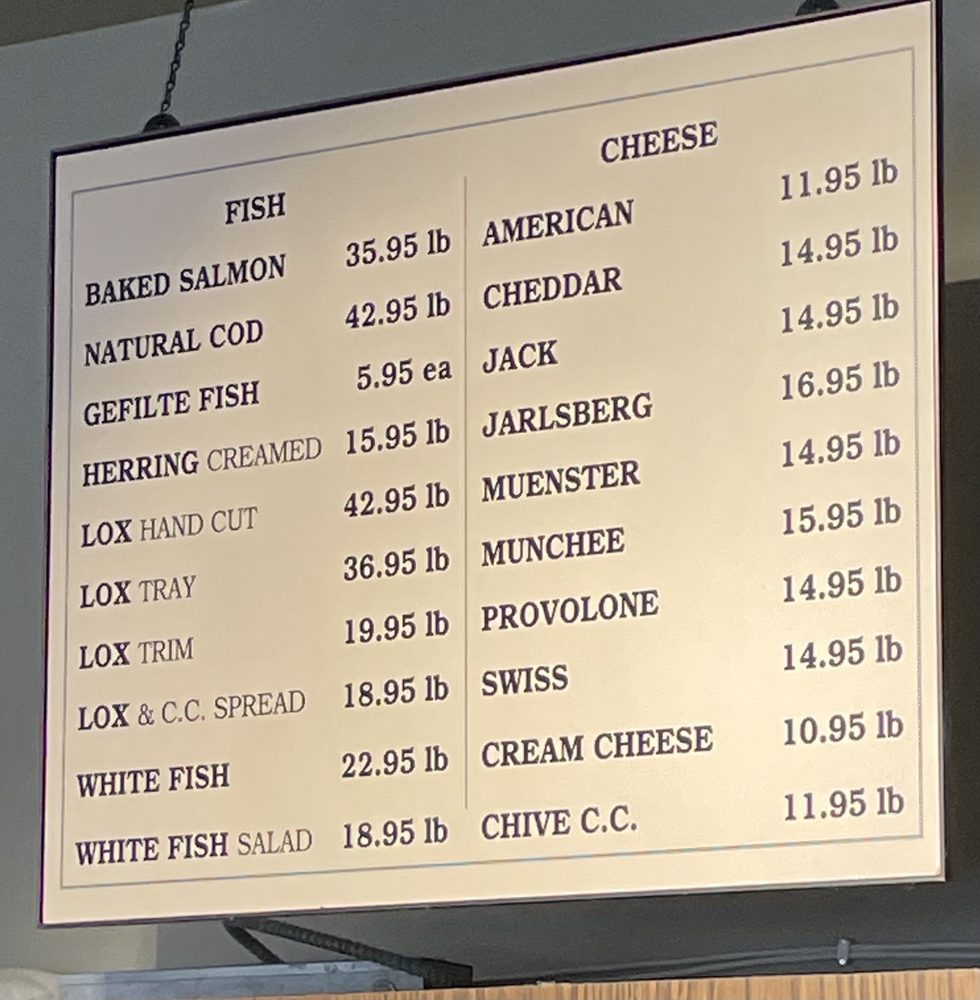 FISH
BAKED SALMON 35.95 lb
NATURAL COD 42.95 lb
GEFILTE FISH 5.95 ea
HERRING CREAMED 15.95 lb
LOX HAND CUT 42.95 lb
LOX TRAY 36.95 lb
LOX TRIM 19.95 lb
LOX & C.C. SPREAD 18.95 lb
WHITE FISH 22.95 lb
WHITE FISH SALAD 18.95 lb
CHEESE
AMERICAN 11.95 lb
CHEDDAR 14.95 lb
JACK 14.95 lb
JARLSBERG 16.95 lb
MUENSTER 14.95 lb
MUNCHEE 15.95 lb
PROVOLONE 14.95 lb
SWISS 14.95 lb
CREAM CHEESE 10.95 lb
CHIVE C.C. 11.95 lb